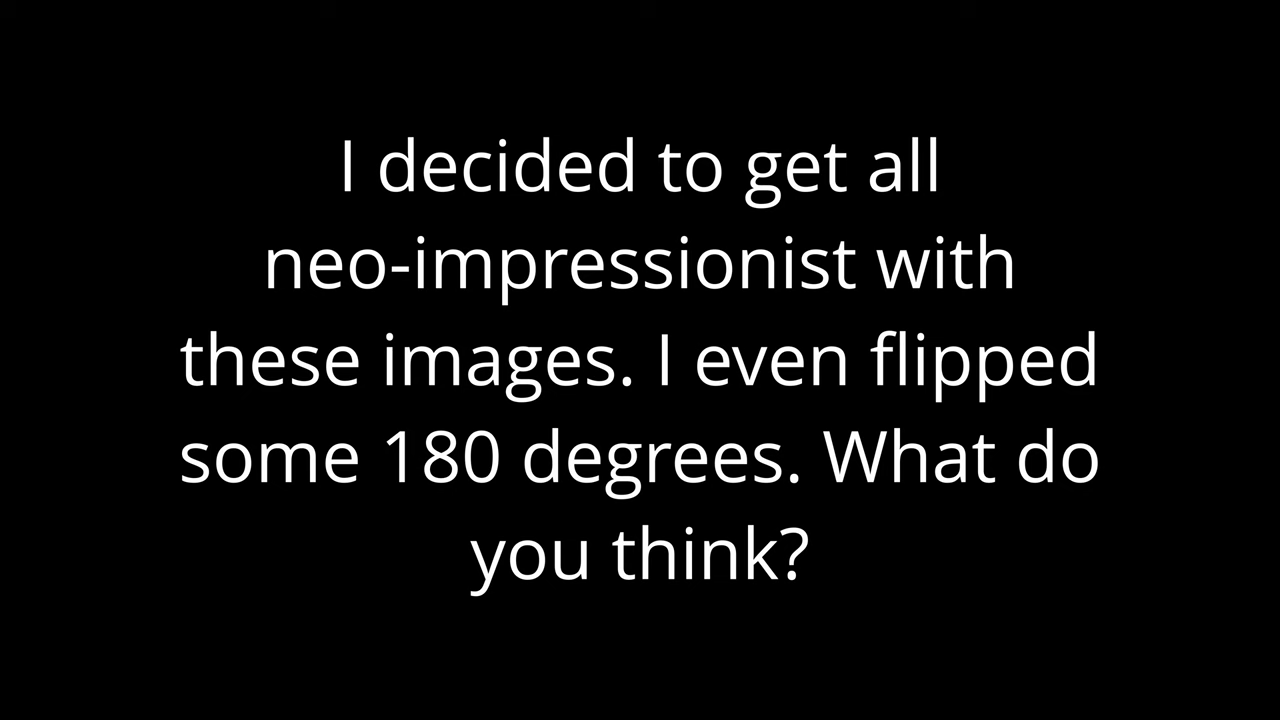 I decided to get all
neo-impressionist with
these images. I even flipped
some 180 degrees. What do
you think?